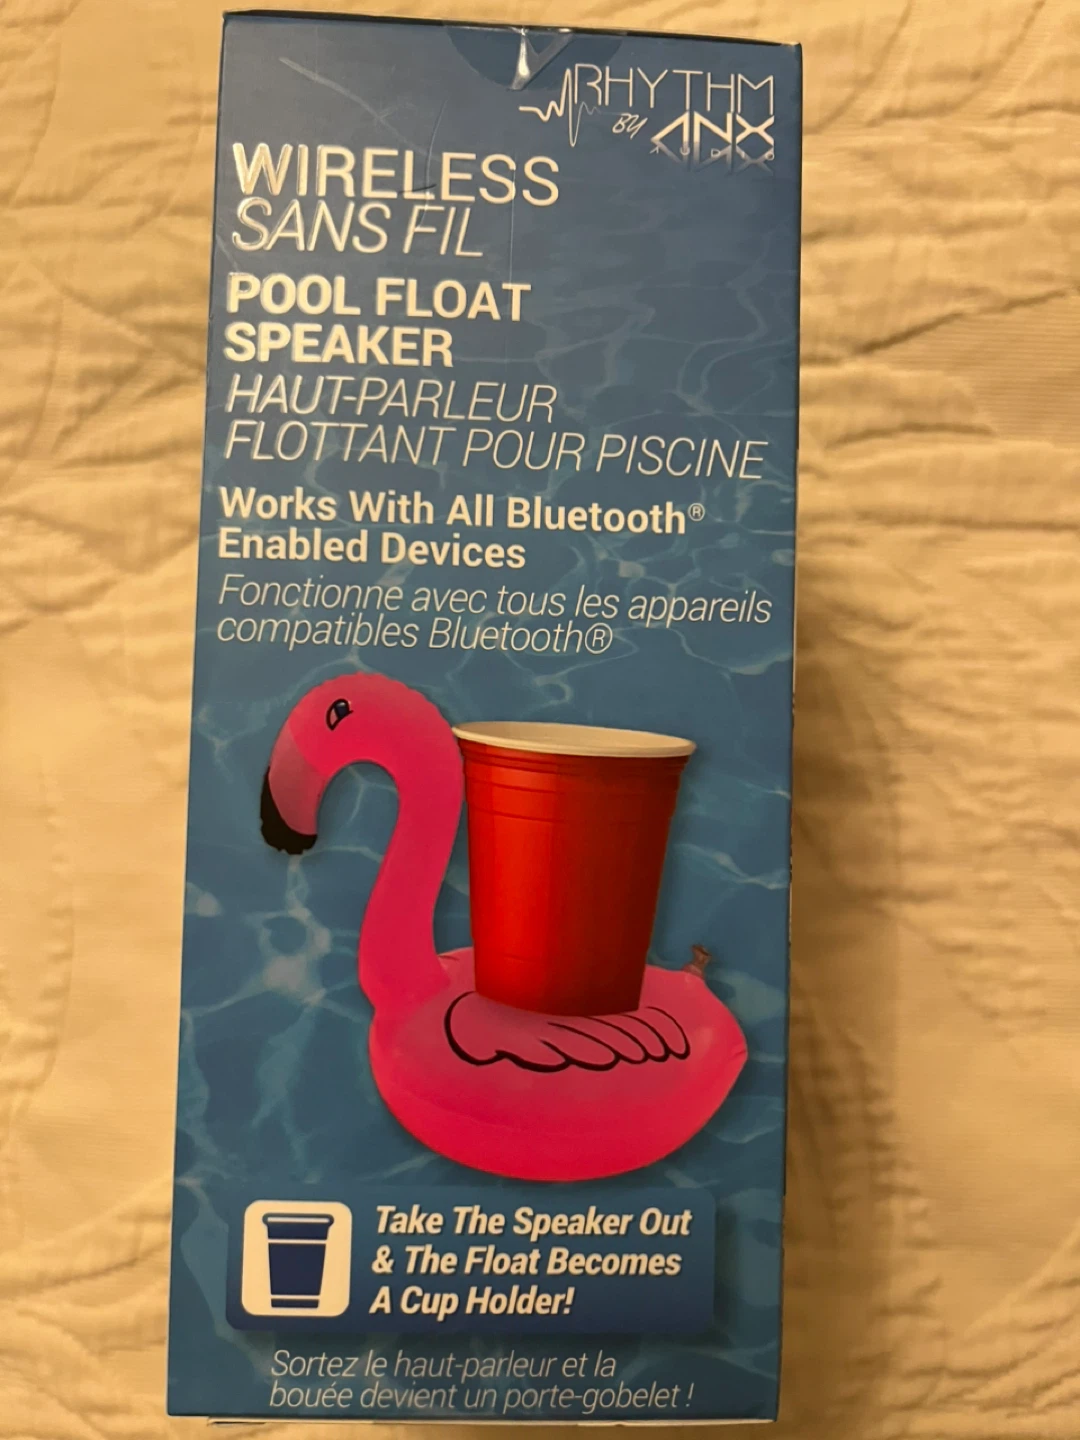 RHYTHM
BY ANX
AUDIO
WIRELESS
SANS FIL
POOL FLOAT
SPEAKER
HAUT-PARLEUR
FLOTTANT POUR PISCINE
Works With All Bluetooth®
Enabled Devices
Fonctionne avec tous les appareils
compatibles Bluetooth®
Take The Speaker Out
& The Float Becomes
A Cup Holder!
Sortez le haut-parleur et la
bouée devient un porte-gobelet !